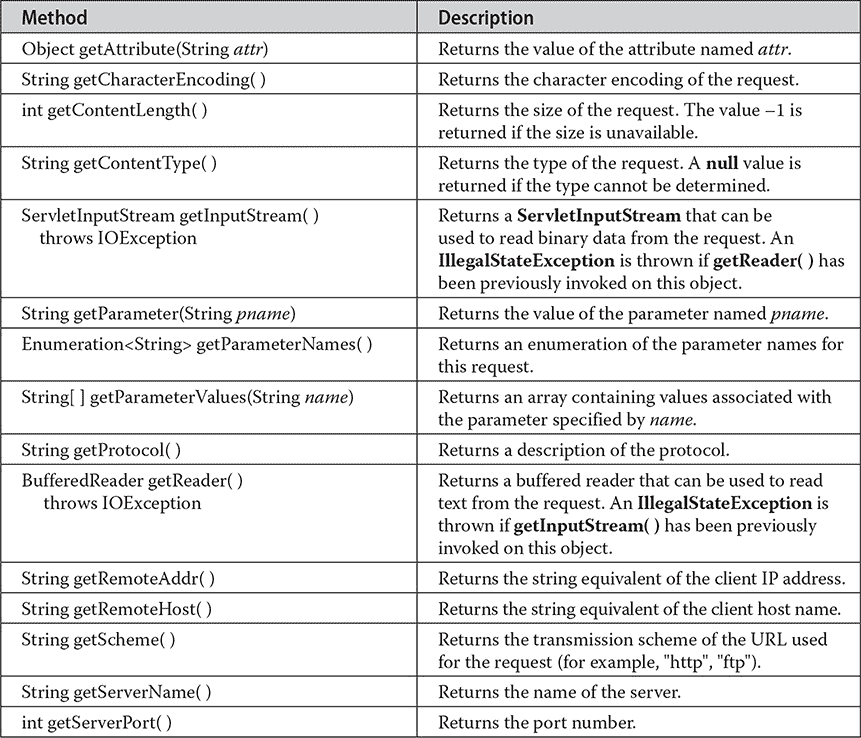 Method Description
Object getAttribute(String attr) Returns the value of the attribute named attr.
String getCharacterEncoding( ) Returns the character encoding of the request.
int getContentLength( ) Returns the size of the request. The value −1 is
returned if the size is unavailable.
String getContentType( ) Returns the type of the request. A null value is
returned if the type cannot be determined.
ServletInputStream getInputStream( ) Returns a ServletInputStream that can be
throws IOException used to read binary data from the request. An
IllegalStateException is thrown if getReader( ) has
been previously invoked on this object.
String getParameter(String pname) Returns the value of the parameter named pname.
Enumeration<String> getParameterNames( ) Returns an enumeration of the parameter names for
this request.
String[ ] getParameterValues(String name) Returns an array containing values associated with
the parameter specified by name.
String getProtocol( ) Returns a description of the protocol.
BufferedReader getReader( ) Returns a buffered reader that can be used to read
throws IOException text from the request. An IllegalStateException is
thrown if getInputStream( ) has been previously
invoked on this object.
String getRemoteAddr( ) Returns the string equivalent of the client IP address.
String getRemoteHost( ) Returns the string equivalent of the client host name.
String getScheme( ) Returns the transmission scheme of the URL used
for the request (for example, "http", "ftp").
String getServerName( ) Returns the name of the server.
int getServerPort( ) Returns the port number.